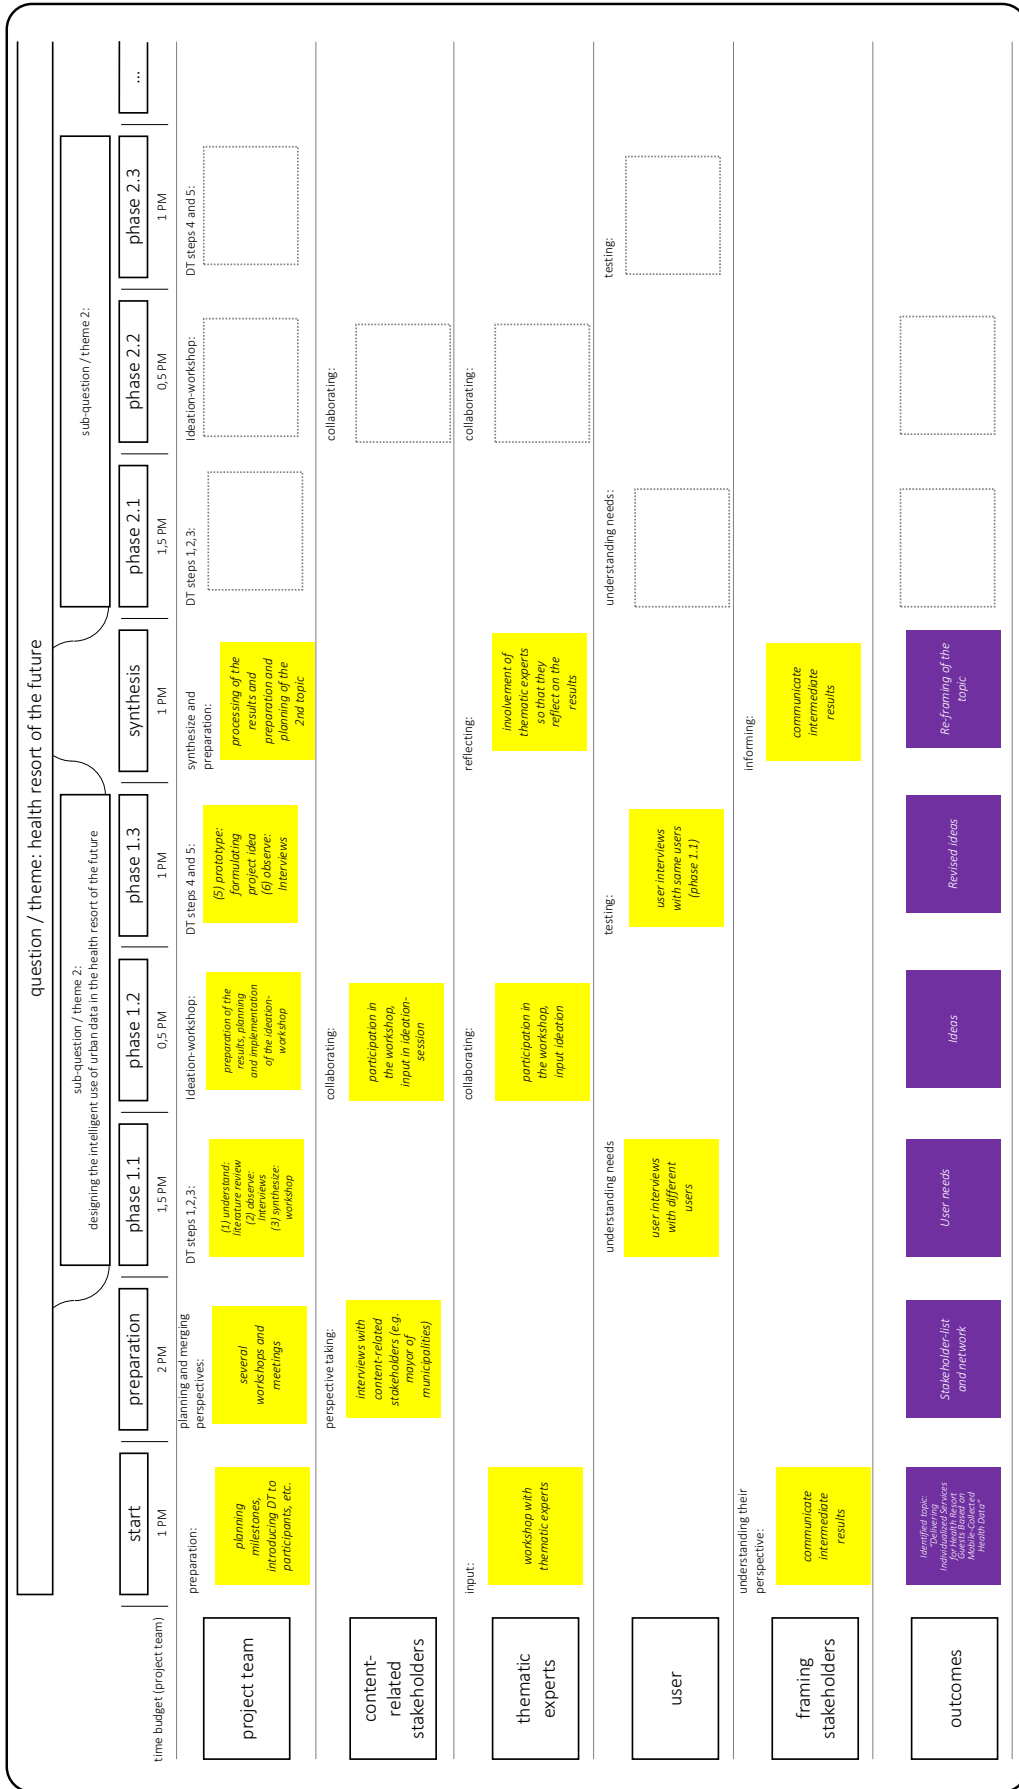 question / theme: health resort of the future
sub-question / theme 2:
designing the intelligent use of urban data in the health resort of the future
sub-question / theme 2:
start
preparation
phase 1.1
phase 1.2
phase 1.3
synthesis
phase 2.1
phase 2.2
phase 2.3
...
time budget (project team)
1 PM
2 PM
1,5 PM
0,5 PM
1 PM
1 PM
1,5 PM
0,5 PM
1 PM
project team
preparation:
planning
milestones,
introducing DT to
participants, etc.
planning and merging
perspectives:
several
workshops and
meetings
DT steps 1,2,3:
(1) understand:
literature review
(2) observe:
Interviews
(3) synthesize:
workshop
Ideation-workshop:
preparation of the
results, planning
and implementation
of the ideation-
workshop
DT steps 4 and 5:
(5) prototype:
formulating
project idea
(6) observe:
Interviews
synthesize and
preparation:
processing of the
results and
preparation and
planning of the
2nd topic
DT steps 1,2,3:
Ideation-workshop:
DT steps 4 and 5:
content-
related
stakeholders
perspective taking:
interviews with
content-related
stakeholders (e.g.
mayor of
municipalities)
collaborating:
participation in
the workshop,
input in ideation-
session
collaborating:
thematic
experts
input:
workshop with
thematic experts
collaborating:
participation in
the workshop,
input ideation
reflecting:
involvement of
thematic experts
so that they
reflect on the
results
collaborating:
user
understanding needs
user interviews
with different
users
testing:
user interviews
with same users
(phase 1.1)
understanding needs:
testing:
framing
stakeholders
understanding their
perspective:
communicate
intermediate
results
informing:
communicate
intermediate
results
outcomes
Identified topic:
"Delivering
Individualized Services
for Health Resort
Guests Based on
Mobile-Collected
Health Data"
Stakeholder-list
and network
User needs
Ideas
Revised ideas
Re-framing of the
topic